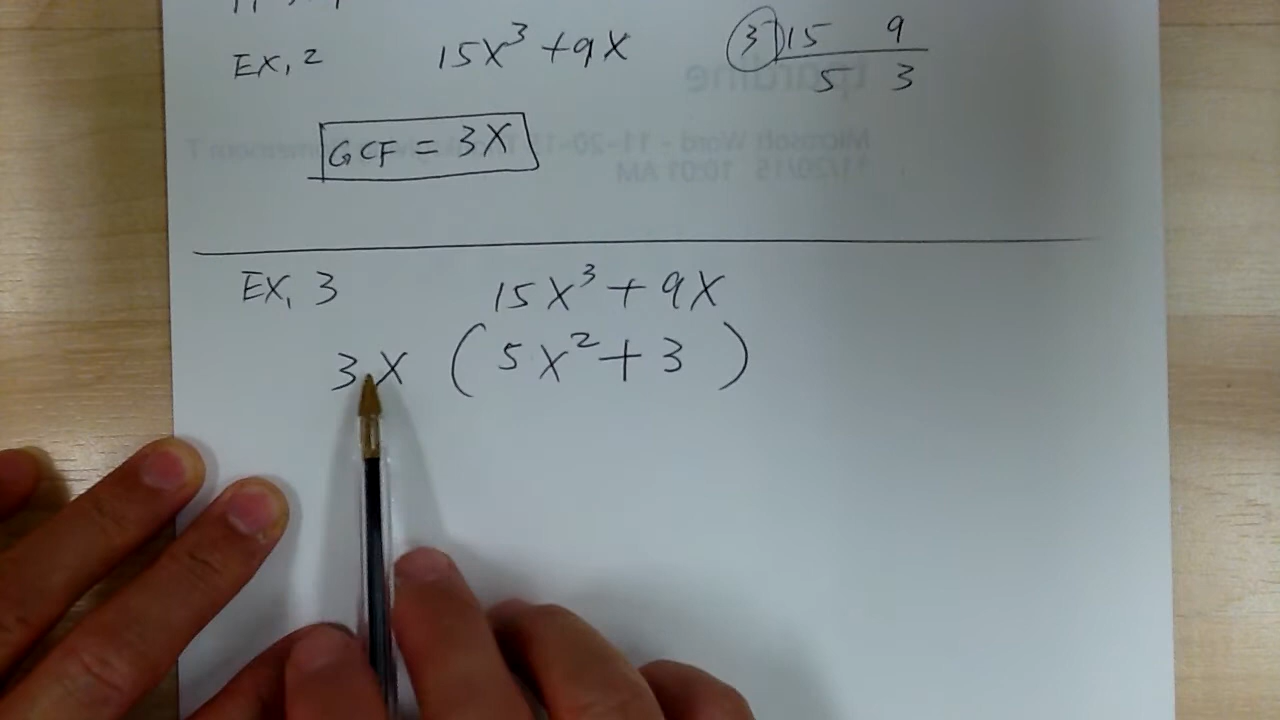 EX, 2 15X³ + 9X 3 15 9
5 3
GCF = 3X
EX, 3 15X³ + 9X
3X ( 5X² + 3 )